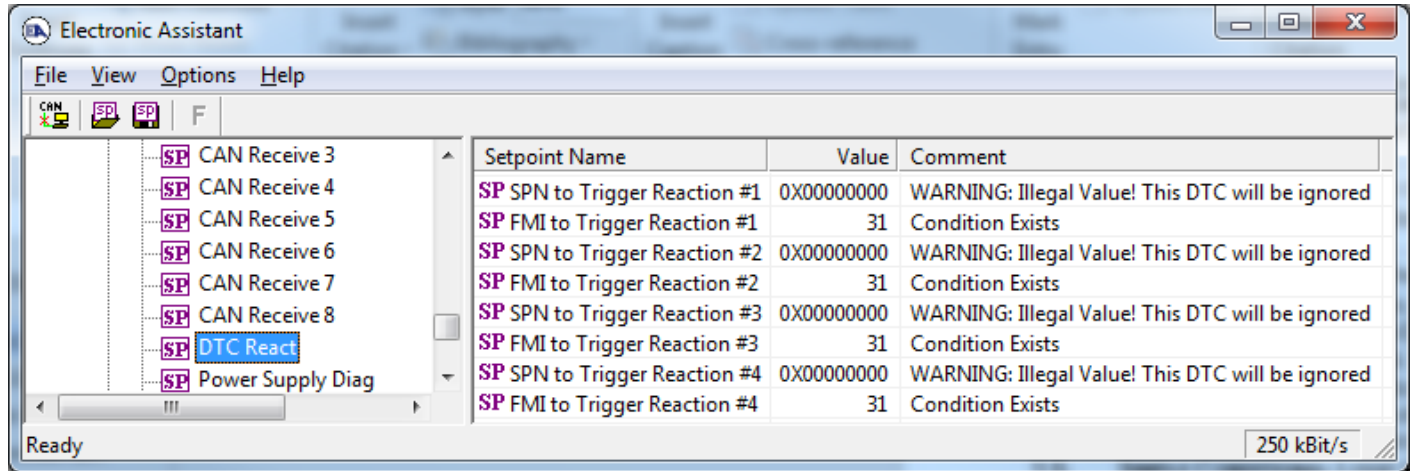 EA Electronic Assistant
File View Options Help
CAN SP SP F
SP CAN Receive 3
SP CAN Receive 4
SP CAN Receive 5
SP CAN Receive 6
SP CAN Receive 7
SP CAN Receive 8
SP DTC React
SP Power Supply Diag
Setpoint Name Value Comment
SP SPN to Trigger Reaction #1 0X00000000 WARNING: Illegal Value! This DTC will be ignored
SP FMI to Trigger Reaction #1 31 Condition Exists
SP SPN to Trigger Reaction #2 0X00000000 WARNING: Illegal Value! This DTC will be ignored
SP FMI to Trigger Reaction #2 31 Condition Exists
SP SPN to Trigger Reaction #3 0X00000000 WARNING: Illegal Value! This DTC will be ignored
SP FMI to Trigger Reaction #3 31 Condition Exists
SP SPN to Trigger Reaction #4 0X00000000 WARNING: Illegal Value! This DTC will be ignored
SP FMI to Trigger Reaction #4 31 Condition Exists
Ready 250 kBit/s